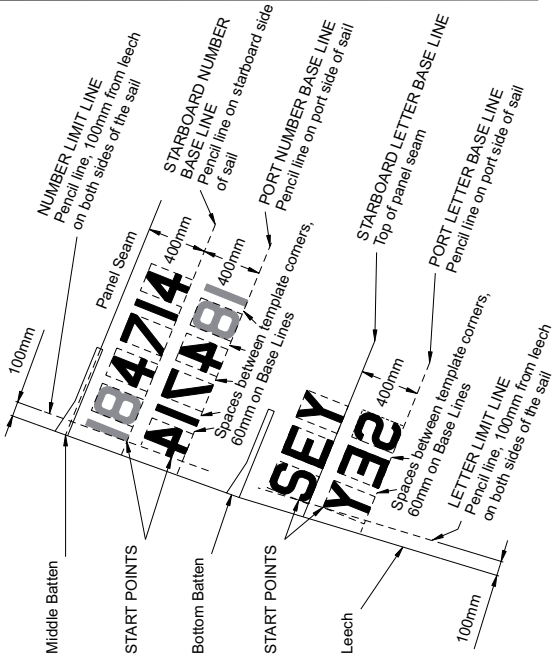 100mm
NUMBER LIMIT LINE
Pencil line, 100mm from leech
on both sides of the sail
Panel Seam
400mm
STARBOARD NUMBER
BASE LINE
Pencil line on starboard side
of sail
184714
400mm
PORT NUMBER BASE LINE
Pencil line on port side of sail
184714
Spaces between template corners,
60mm on Base Lines
Middle Batten
START POINTS
Bottom Batten
START POINTS
Leech
STARBOARD LETTER BASE LINE
Top of panel seam
SEY
400mm
PORT LETTER BASE LINE
Pencil line on port side of sail
SEY
Spaces between template corners,
60mm on Base Lines
LETTER LIMIT LINE
Pencil line, 100mm from leech
on both sides of the sail
100mm